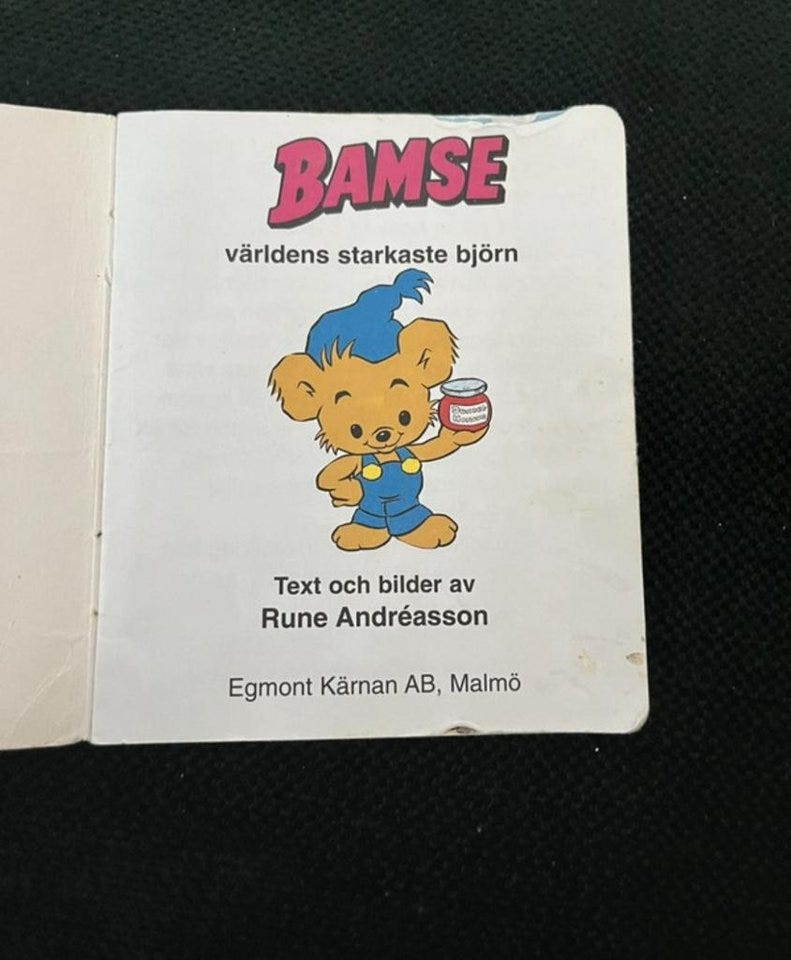 BAMSE
världens starkaste björn
Text och bilder av
Rune Andréasson
Egmont Kärnan AB, Malmö